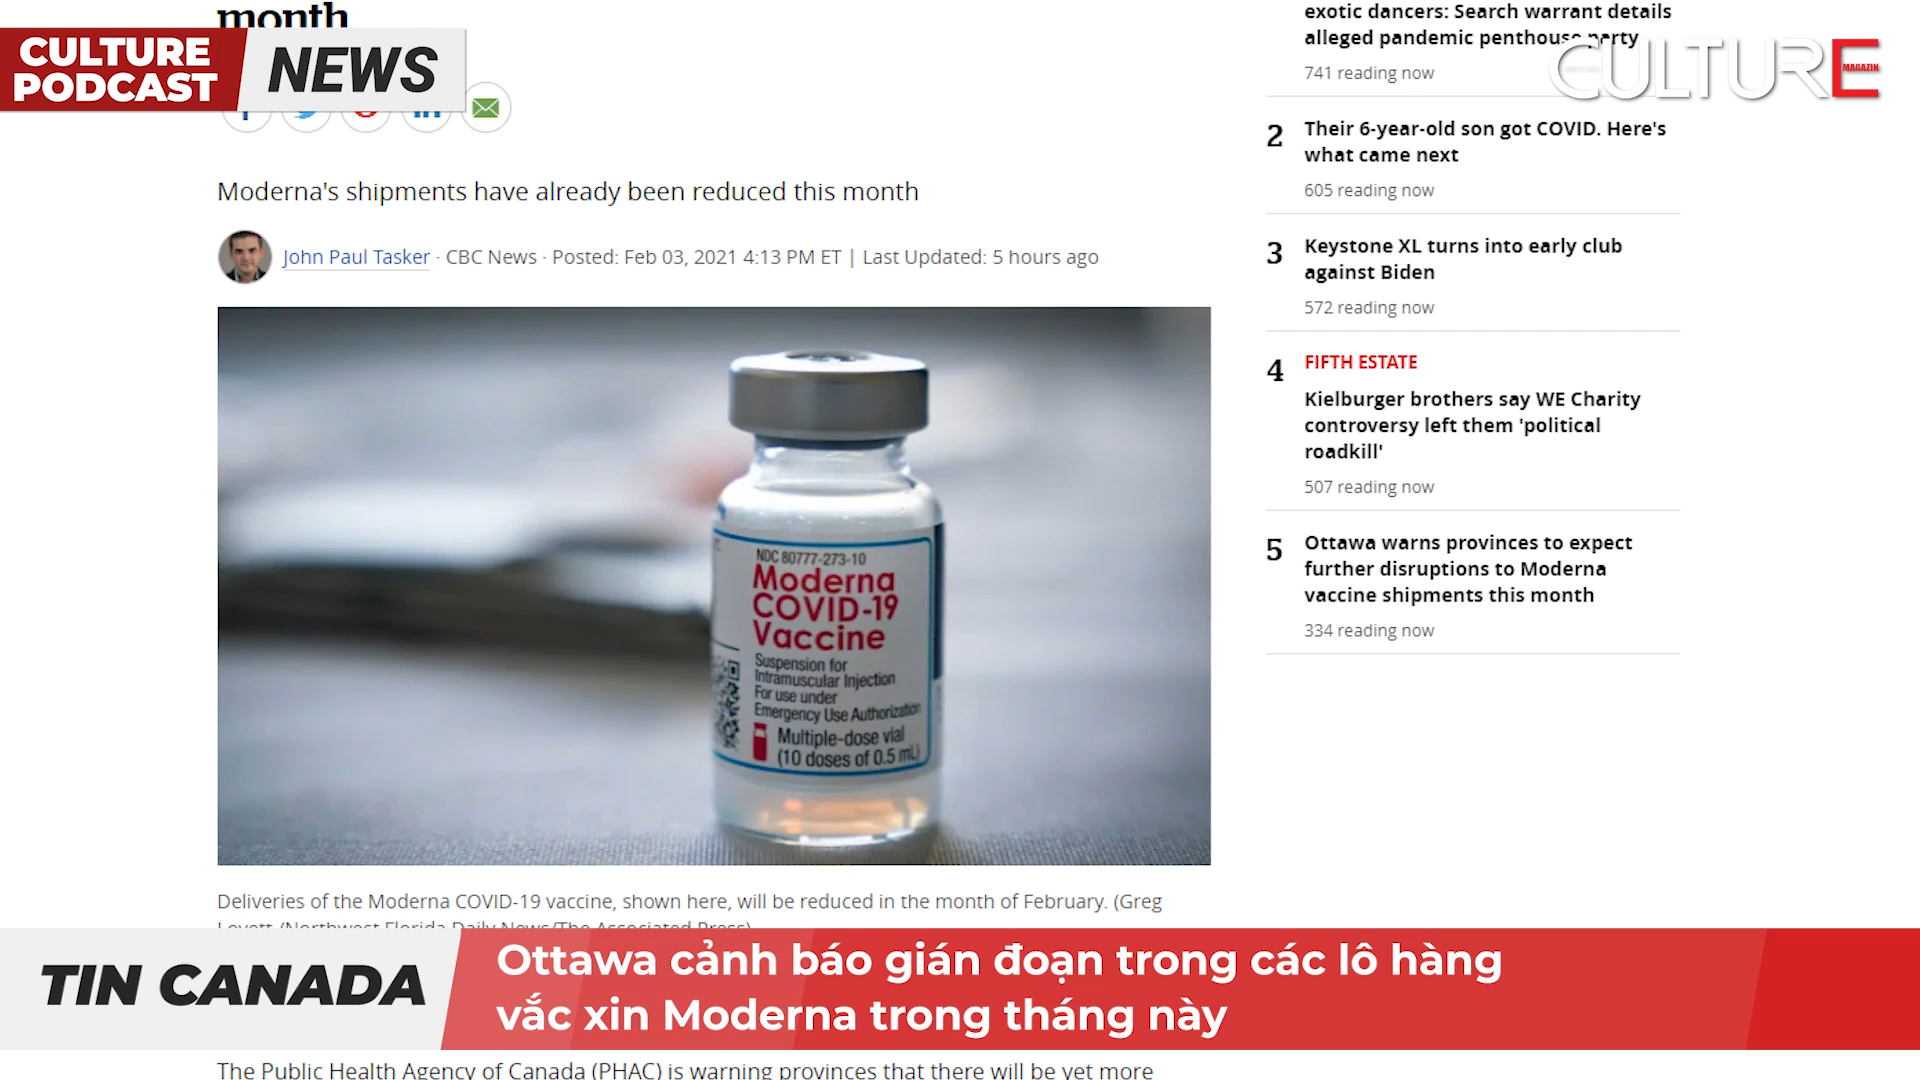 month
CULTURE
PODCAST
NEWS
Moderna's shipments have already been reduced this month
John Paul Tasker · CBC News · Posted: Feb 03, 2021 4:13 PM ET | Last Updated: 5 hours ago
NDC 80777-273-10
Moderna
COVID-19
Vaccine
Suspension for
Intramuscular Injection
For use under
Emergency Use Authorization
Multiple-dose vial
(10 doses of 0.5 mL)
Deliveries of the Moderna COVID-19 vaccine, shown here, will be reduced in the month of February. (Greg
Lovett /Northwest Florida Daily News/The Associated Press)
exotic dancers: Search warrant details
alleged pandemic penthouse party
741 reading now
CULTURE
MAGAZIN
2 Their 6-year-old son got COVID. Here's
what came next
605 reading now
3 Keystone XL turns into early club
against Biden
572 reading now
4 FIFTH ESTATE
Kielburger brothers say WE Charity
controversy left them 'political
roadkill'
507 reading now
5 Ottawa warns provinces to expect
further disruptions to Moderna
vaccine shipments this month
334 reading now
TIN CANADA
Ottawa cảnh báo gián đoạn trong các lô hàng
vắc xin Moderna trong tháng này
The Public Health Agency of Canada (PHAC) is warning provinces that there will be yet more